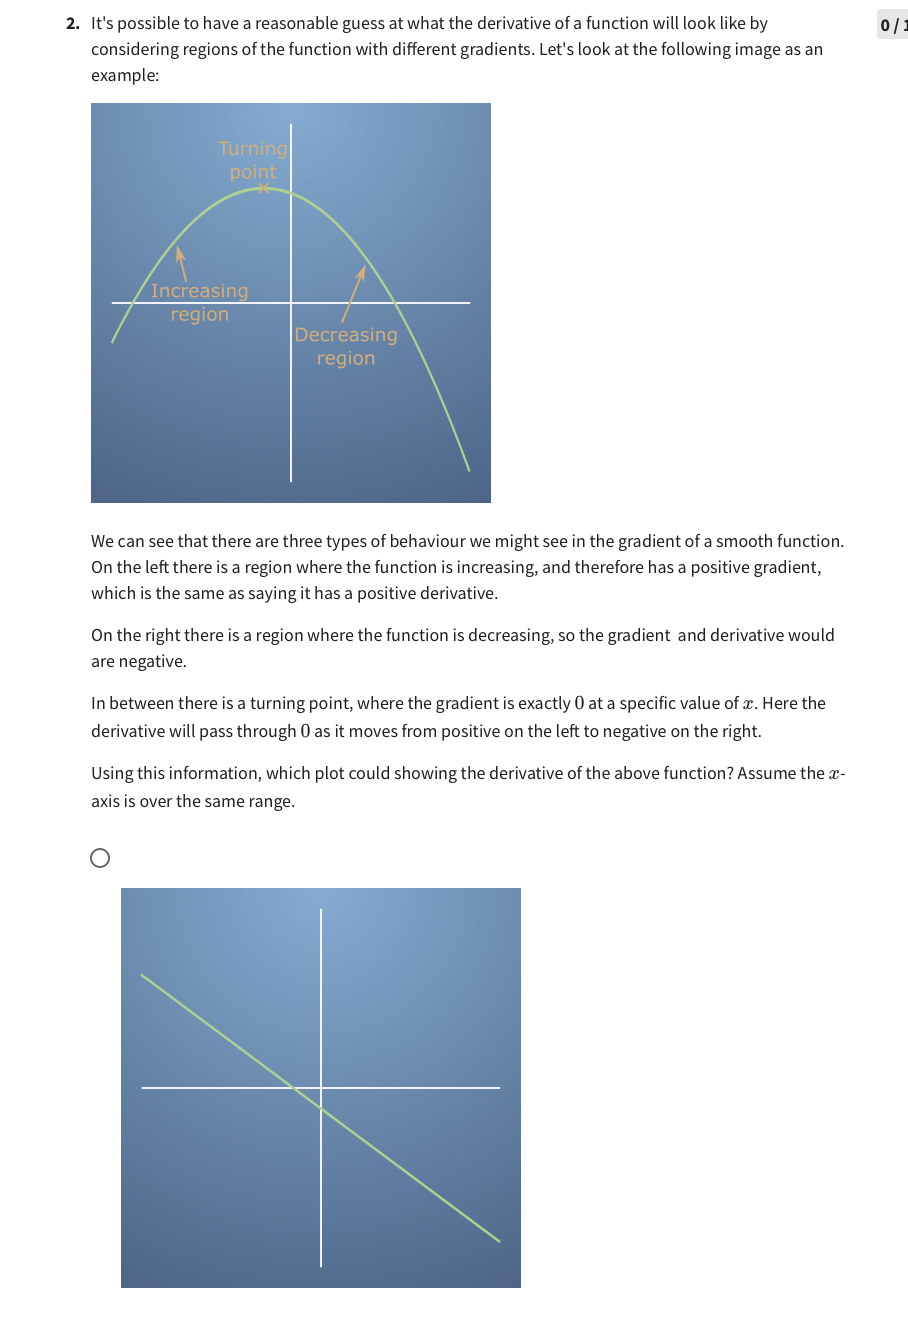 2. It's possible to have a reasonable guess at what the derivative of a function will look like by
0 /
considering regions of the function with different gradients. Let's look at the following image as an
example:
Turning
point
Increasing
region
Decreasing
region
We can see that there are three types of behaviour we might see in the gradient of a smooth function.
On the left there is a region where the function is increasing, and therefore has a positive gradient,
which is the same as saying it has a positive derivative.
On the right there is a region where the function is decreasing, so the gradient and derivative would
are negative.
In between there is a turning point, where the gradient is exactly 0 at a specific value of x. Here the
derivative will pass through 0 as it moves from positive on the left to negative on the right.
Using this information, which plot could showing the derivative of the above function? Assume the x-
axis is over the same range.